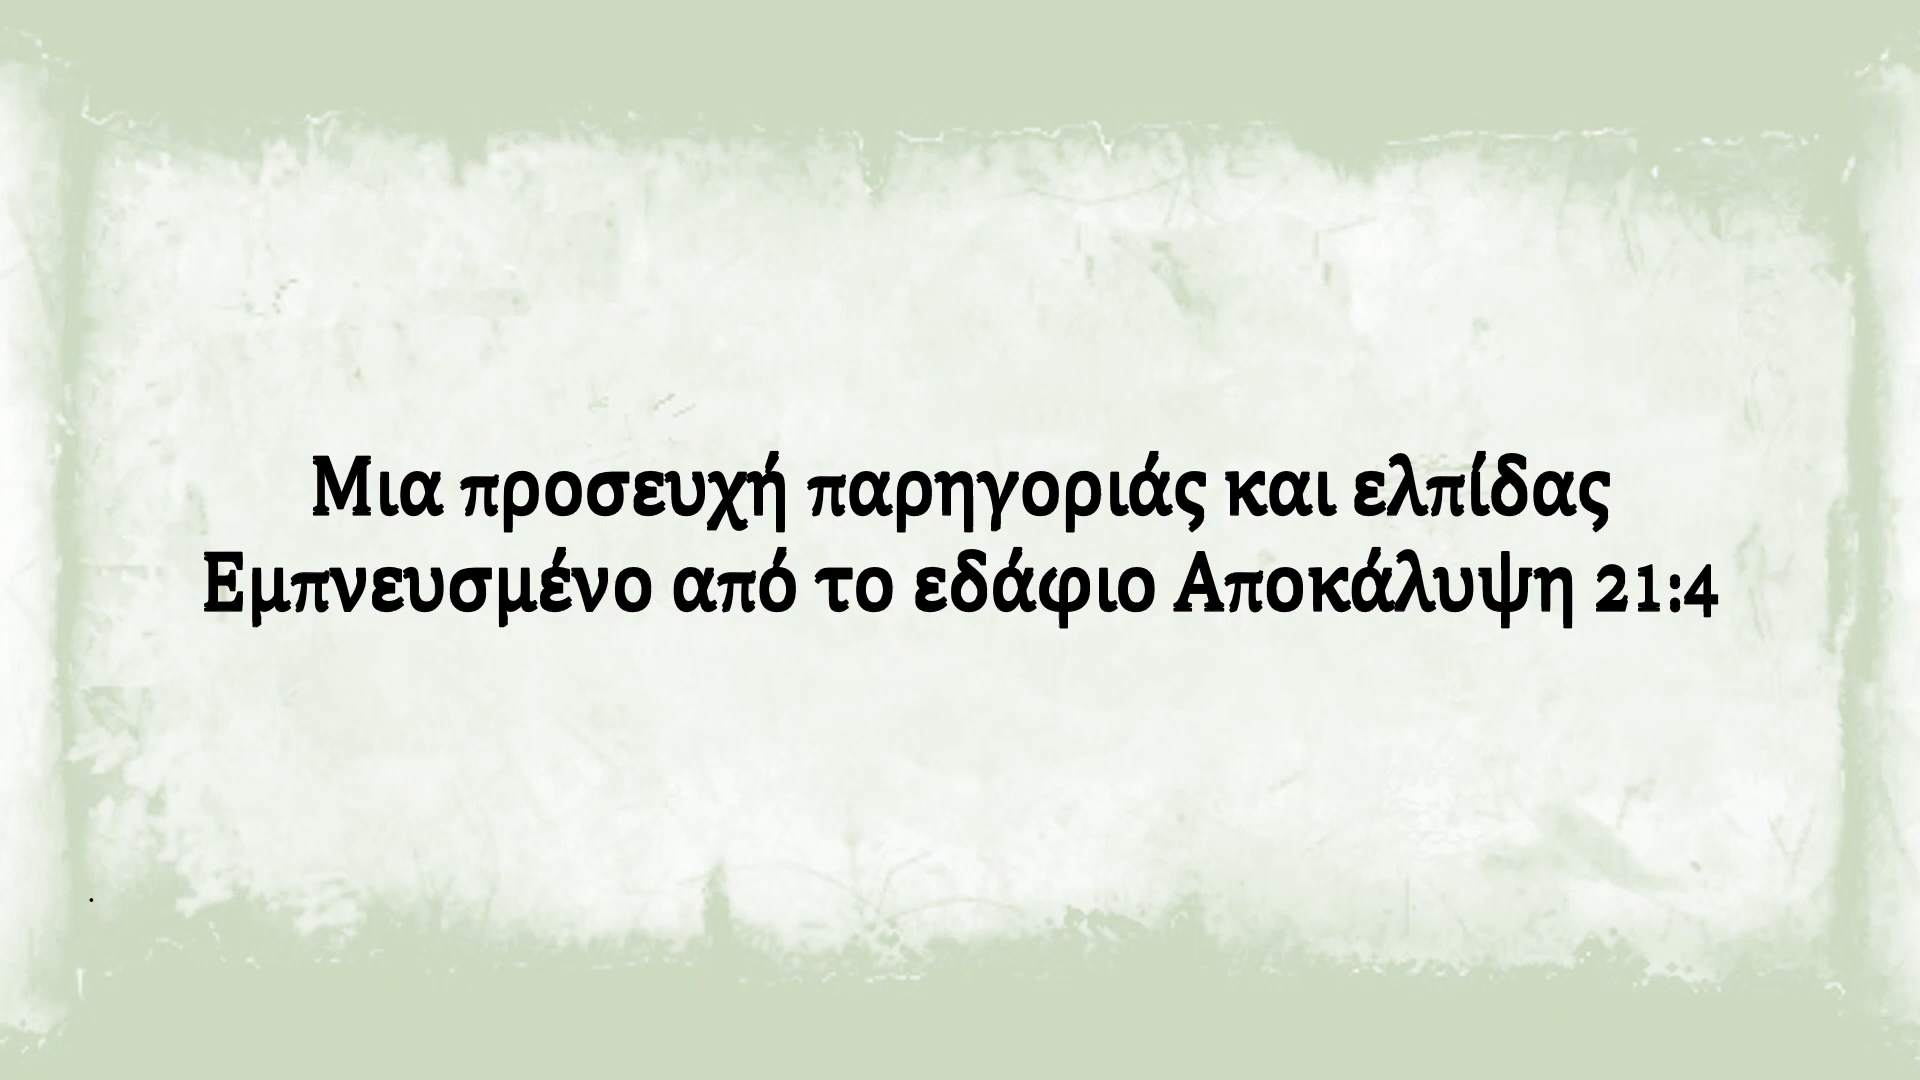 Μια προσευχή παρηγοριάς και ελπίδας
Εμπνευσμένο από το εδάφιο Αποκάλυψη 21:4
.